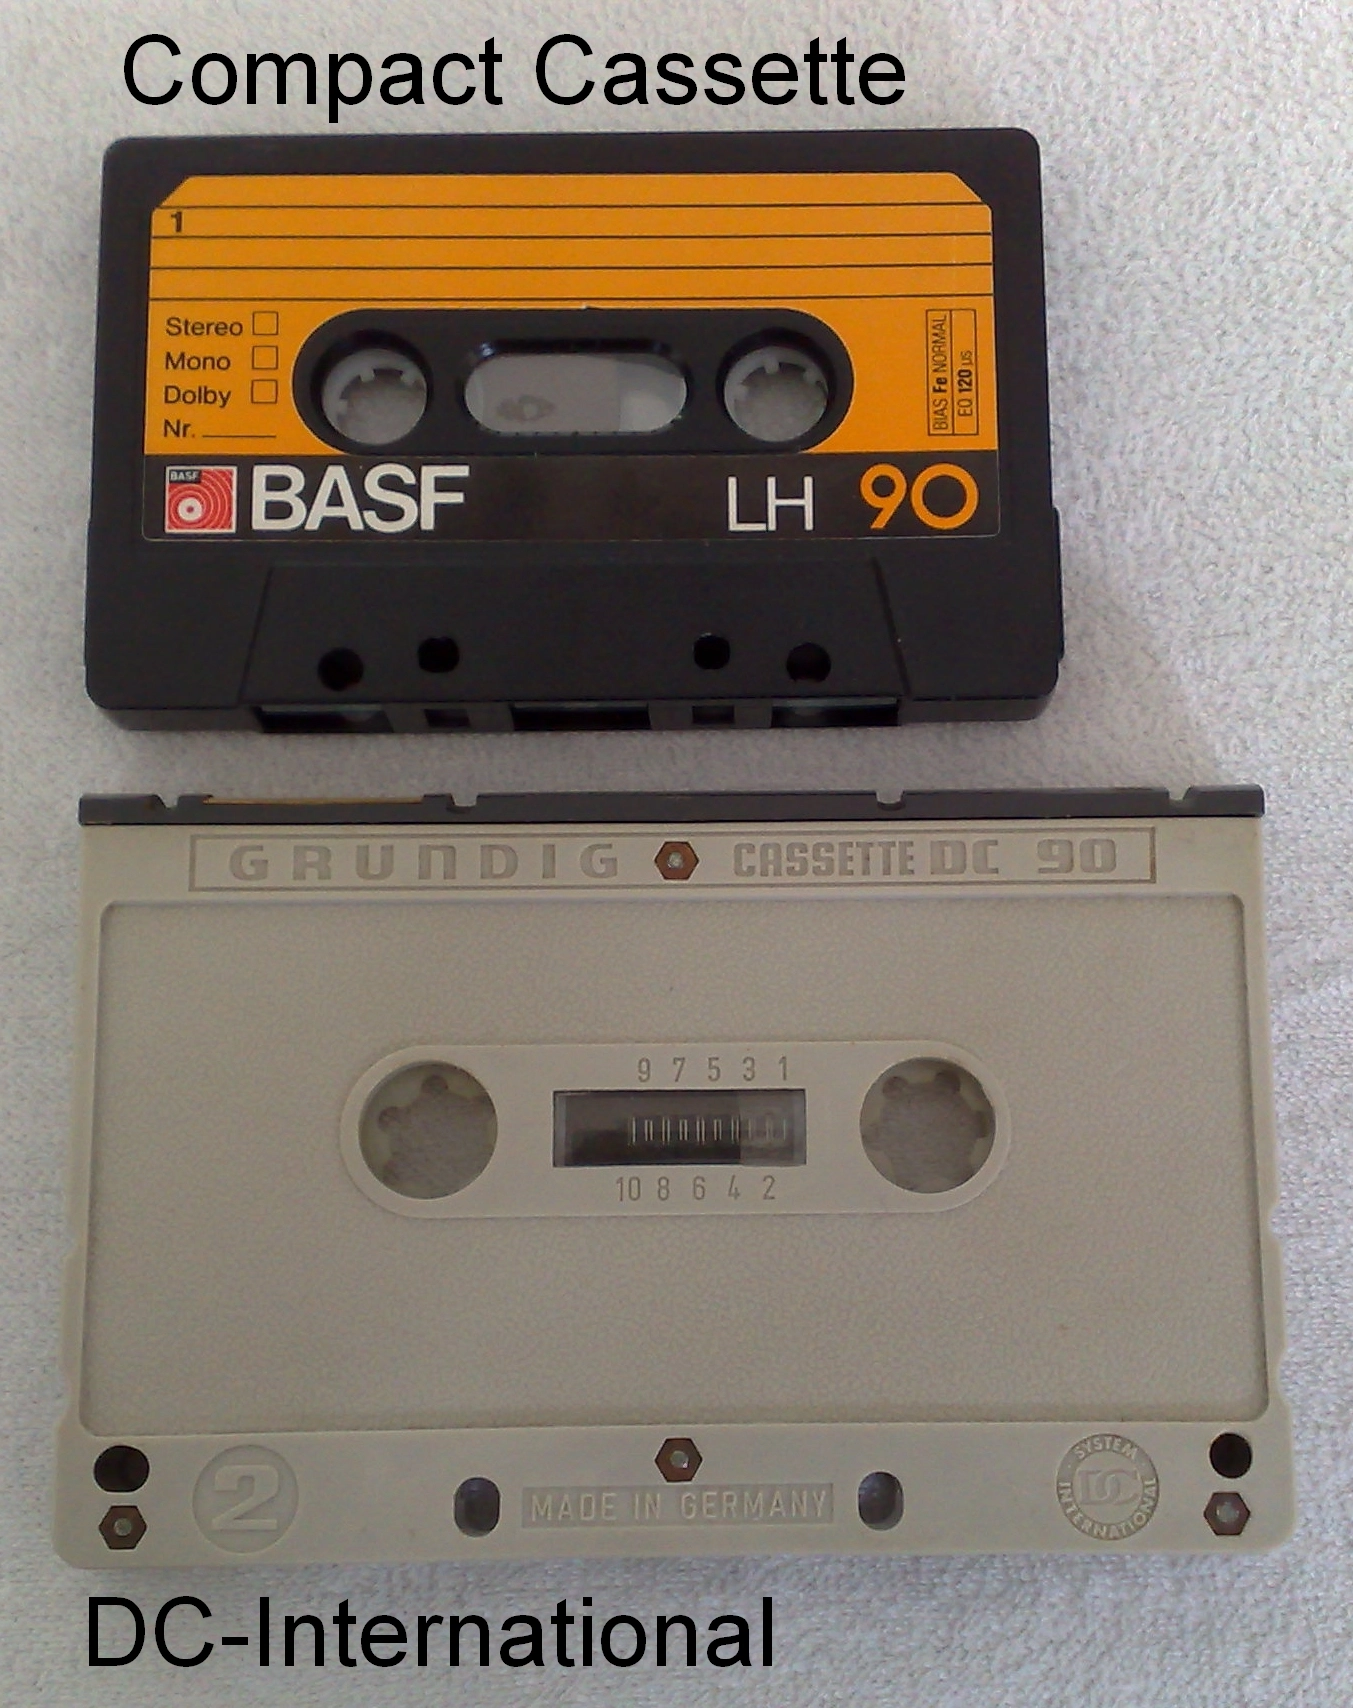 Compact Cassette
1
Stereo
Mono
Dolby
Nr.
BIAS Fe NORMAL
EQ 120 µs
BASF
BASF
LH 90
GRUNDIG CASSETTE DC 90
9 7 5 3 1
10 8 6 4 2
2
MADE IN GERMANY
SYSTEM
DC
INTERNATIONAL
DC-International